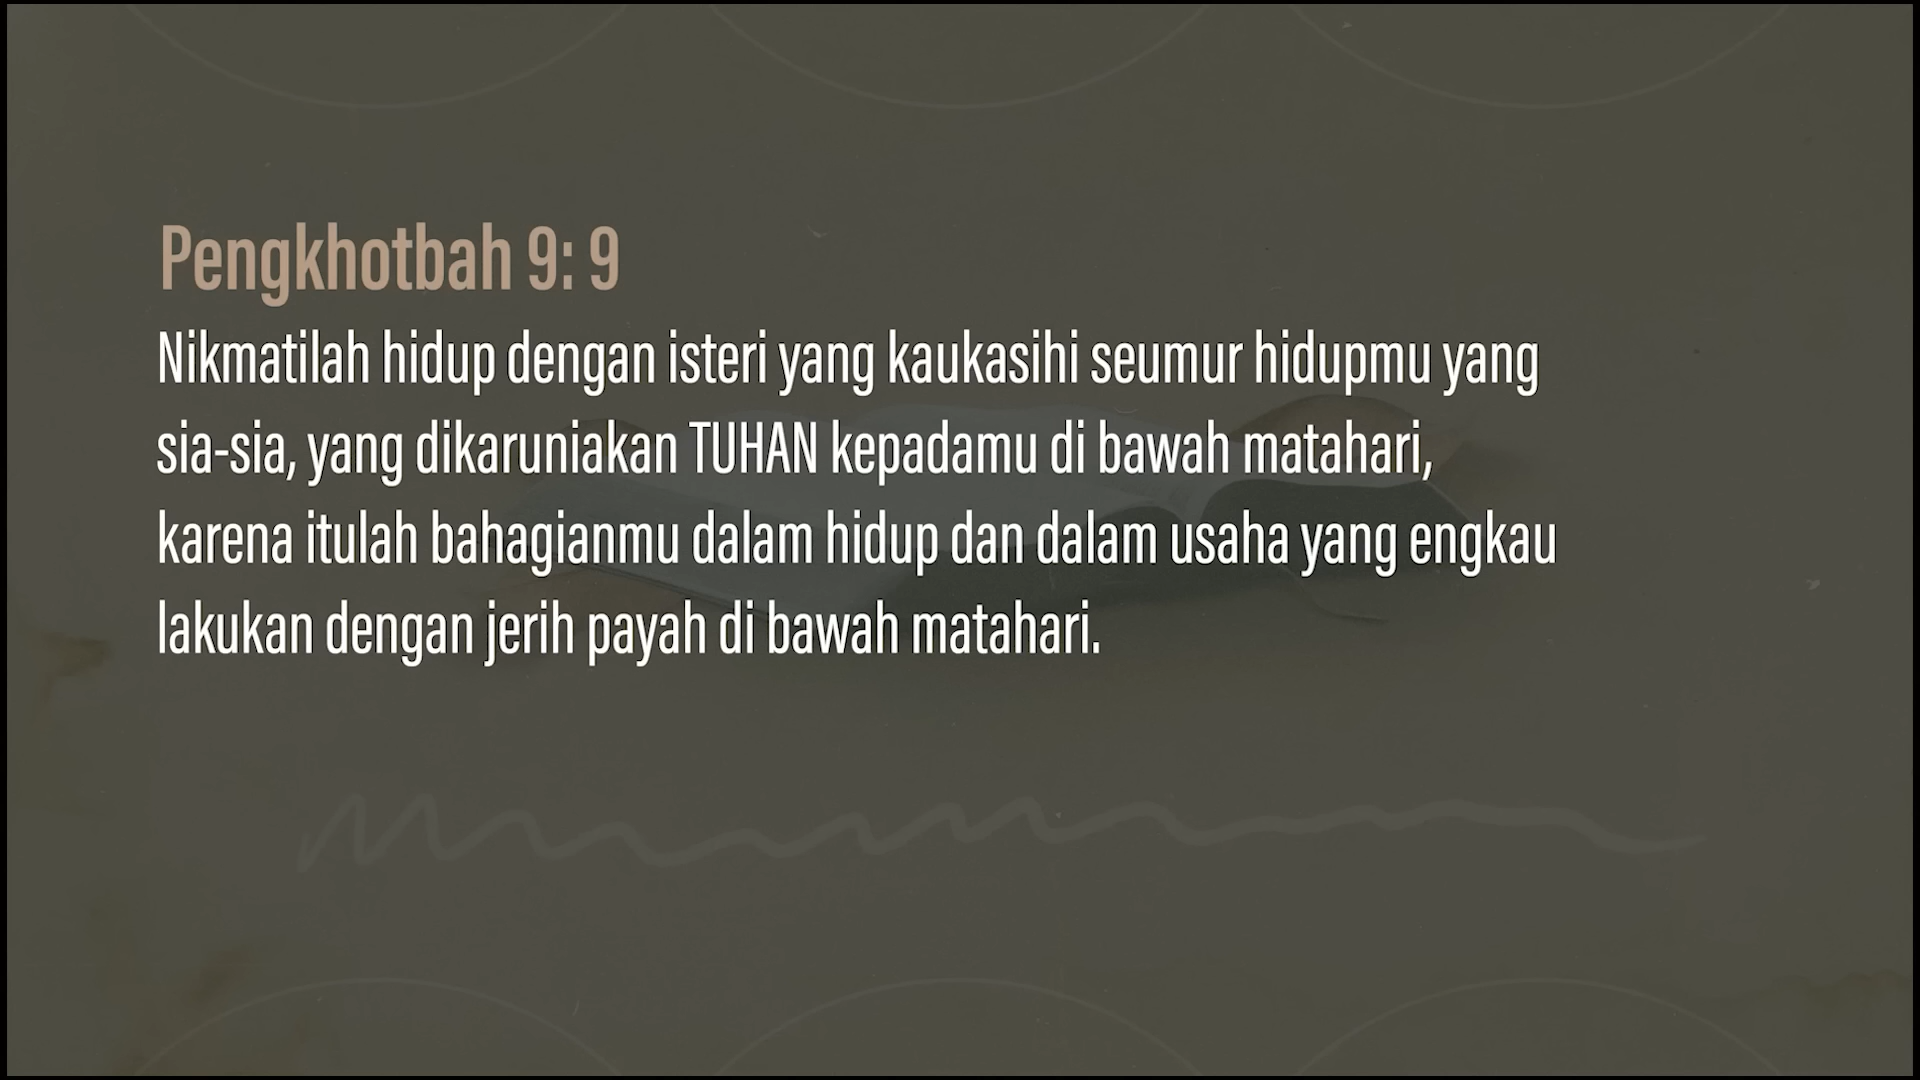 Pengkhotbah 9: 9
Nikmatilah hidup dengan isteri yang kaukasihi seumur hidupmu yang
sia-sia, yang dikaruniakan TUHAN kepadamu di bawah matahari,
karena itulah bahagianmu dalam hidup dan dalam usaha yang engkau
lakukan dengan jerih payah di bawah matahari.